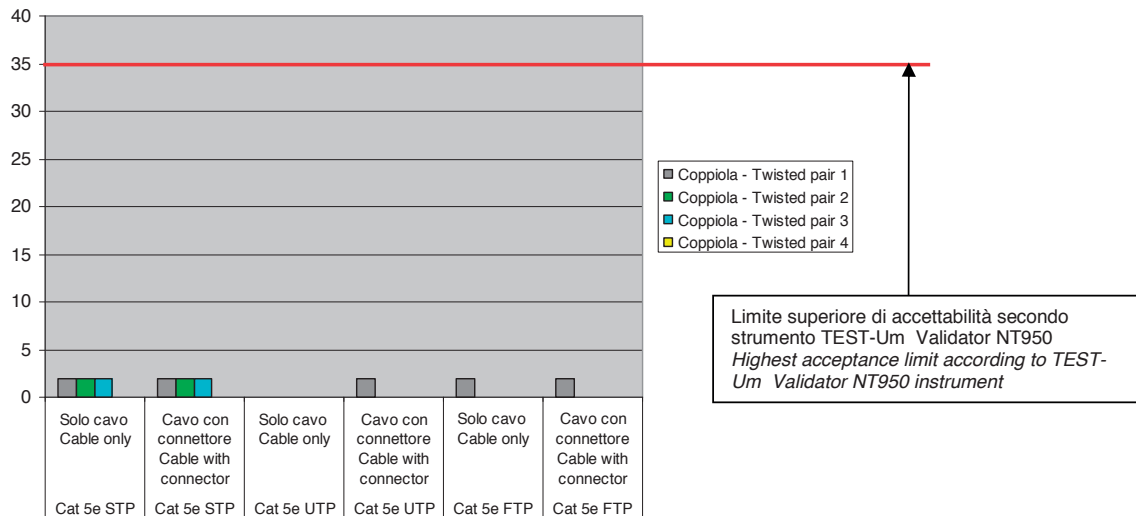 40
35
30
25
20
15
10
5
0
Solo cavo
Cable only
Cat 5e STP
Cavo con
connettore
Cable with
connector
Cat 5e STP
Solo cavo
Cable only
Cat 5e UTP
Cavo con
connettore
Cable with
connector
Cat 5e UTP
Solo cavo
Cable only
Cat 5e FTP
Cavo con
connettore
Cable with
connector
Cat 5e FTP
Coppiola - Twisted pair 1
Coppiola - Twisted pair 2
Coppiola - Twisted pair 3
Coppiola - Twisted pair 4
Limite superiore di accettabilità secondo
strumento TEST-Um Validator NT950
Highest acceptance limit according to TEST-
Um Validator NT950 instrument